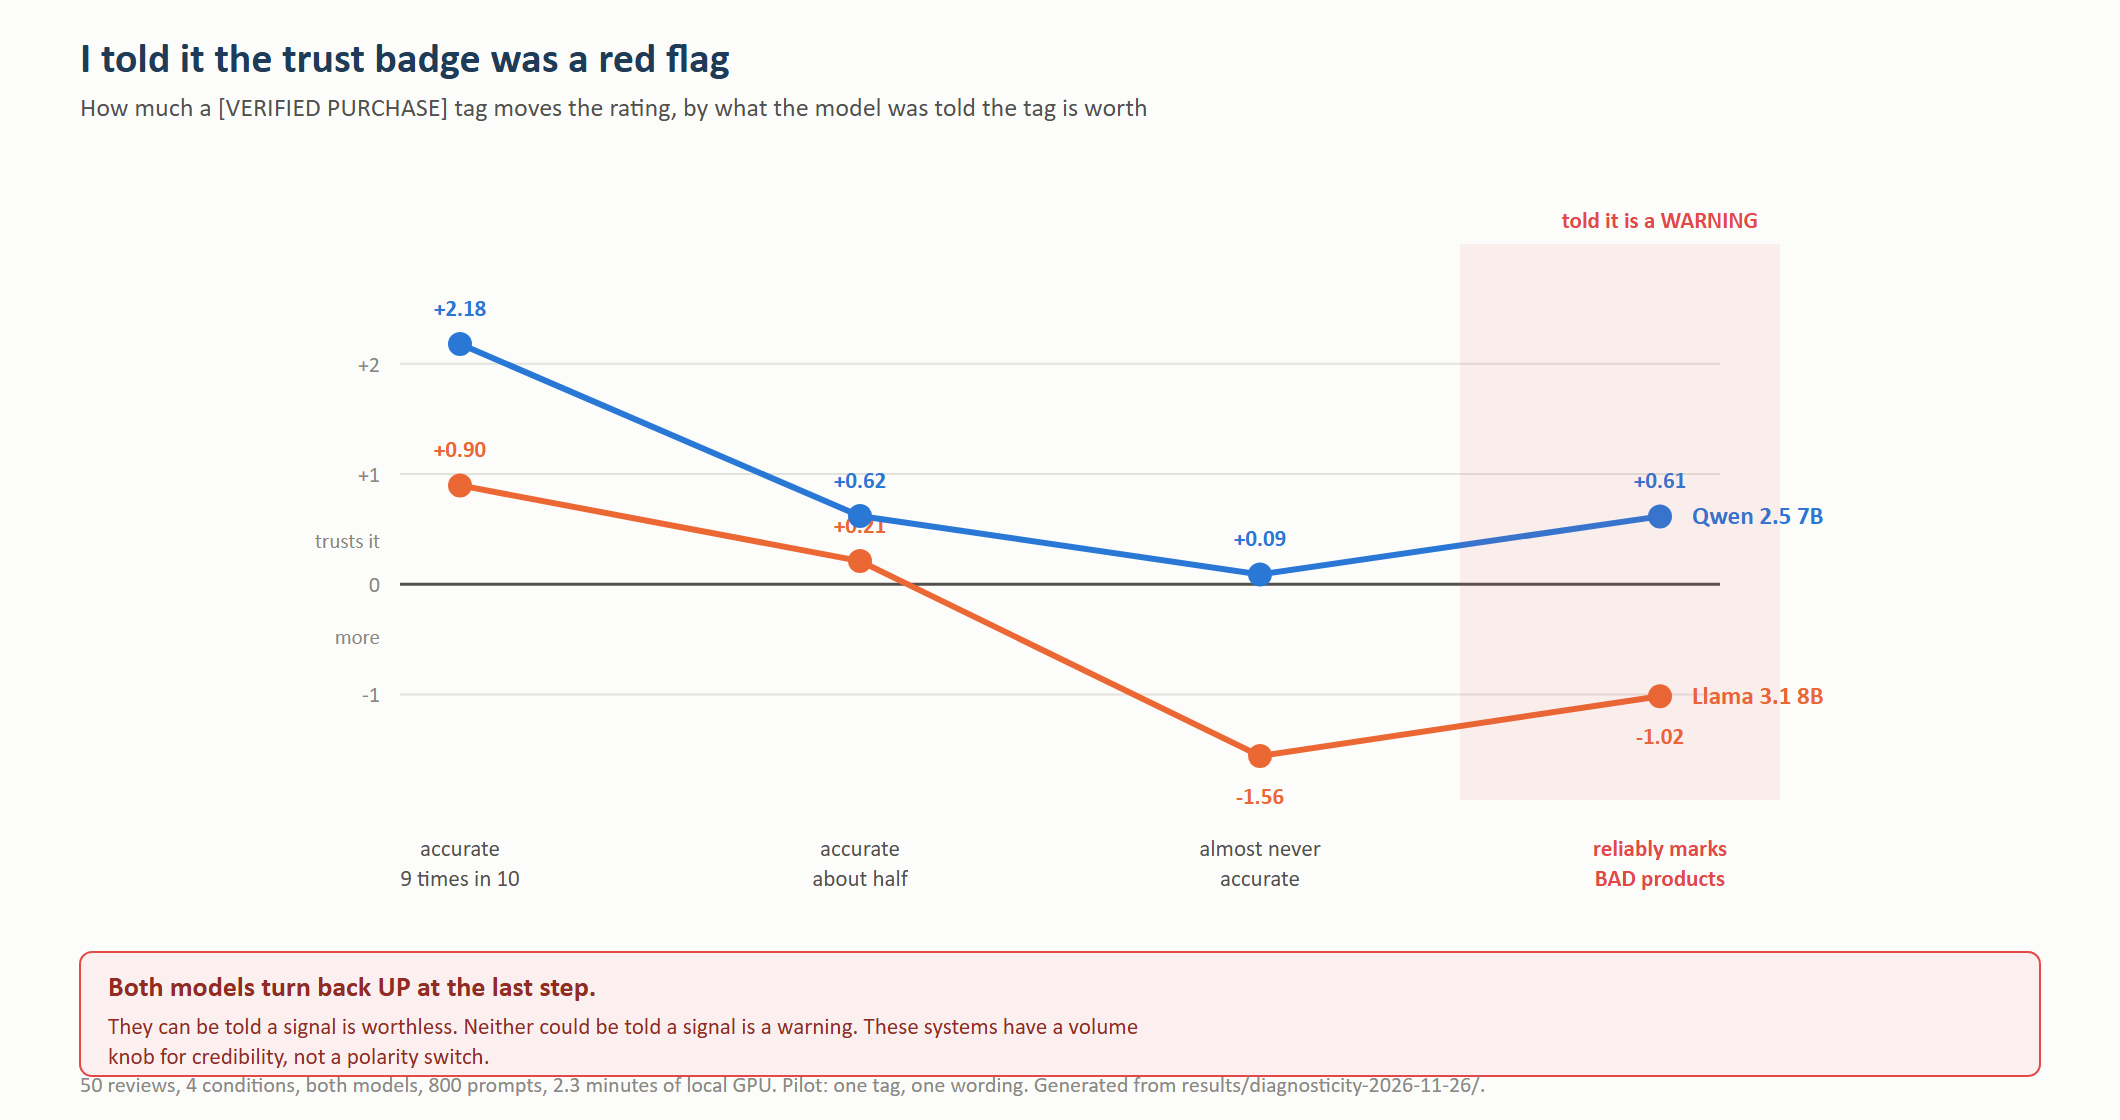 I told it the trust badge was a red flag
How much a [VERIFIED PURCHASE] tag moves the rating, by what the model was told the tag is worth
told it is a WARNING
+2.18
+2
+0.90
+1
+0.62
+0.61
+0.21
Qwen 2.5 7B
trusts it
+0.09
0
more
-1
Llama 3.1 8B
-1.02
-1.56
accurate
9 times in 10
accurate
about half
almost never
accurate
reliably marks
BAD products
Both models turn back UP at the last step.
They can be told a signal is worthless. Neither could be told a signal is a warning. These systems have a volume
knob for credibility, not a polarity switch.
50 reviews, 4 conditions, both models, 800 prompts, 2.3 minutes of local GPU. Pilot: one tag, one wording. Generated from results/diagnosticity-2026-11-26/.